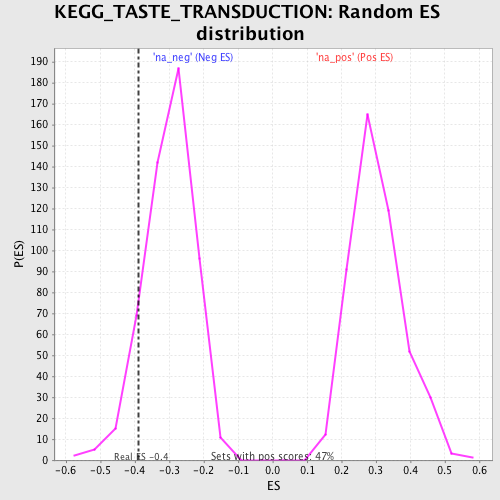 KEGG_TASTE_TRANSDUCTION: Random ES
distribution
'na_neg' (Neg ES)
'na_pos' (Pos ES)
190
180
170
160
150
140
130
120
110
100
90
80
70
60
50
40
30
20
10
0
P(ES)
Real ES -0.4
Sets with pos scores: 47%
-0.6 -0.5 -0.4 -0.3 -0.2 -0.1 0.0 0.1 0.2 0.3 0.4 0.5 0.6
ES